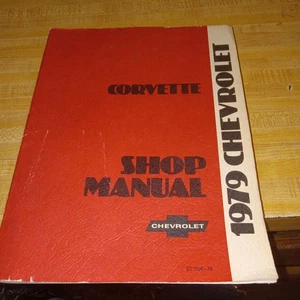 CORVETTE
SHOP
MANUAL
CHEVROLET
1979 CHEVROLET